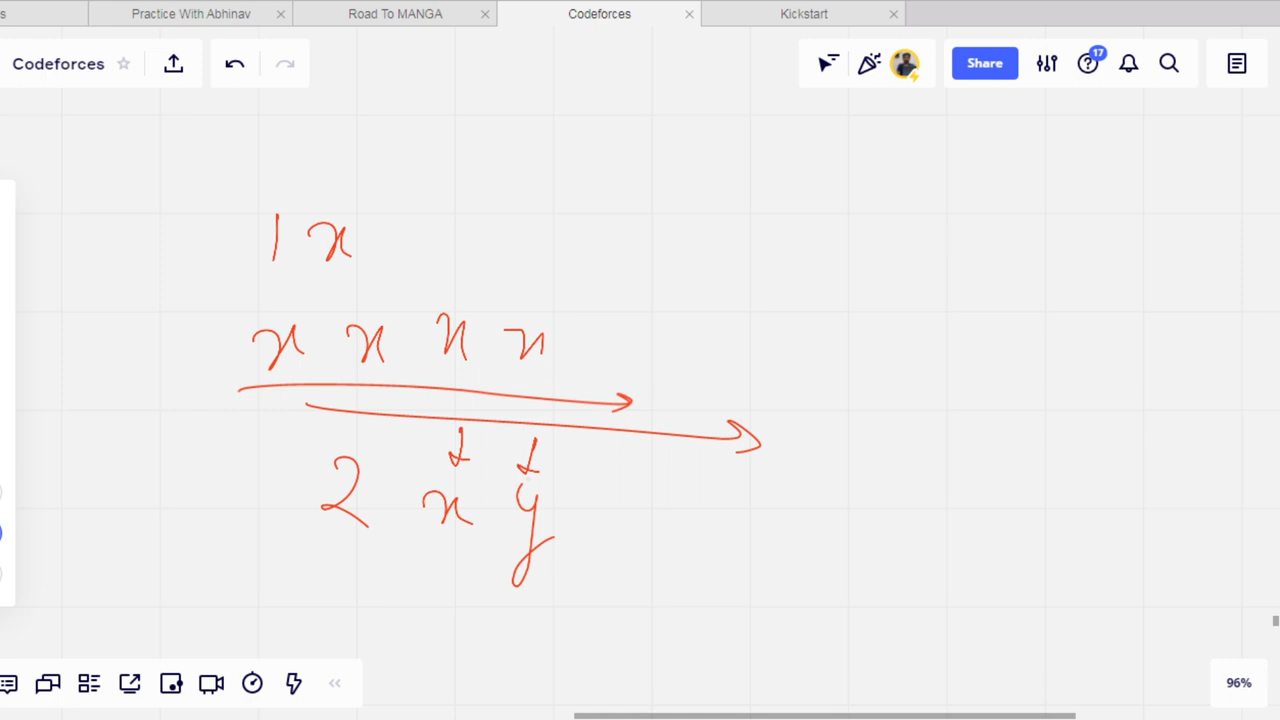 s Practice With Abhinav Road To MANGA Codeforces Kickstart
Codeforces Share 17
1 x
x x x x
2 x y
96%